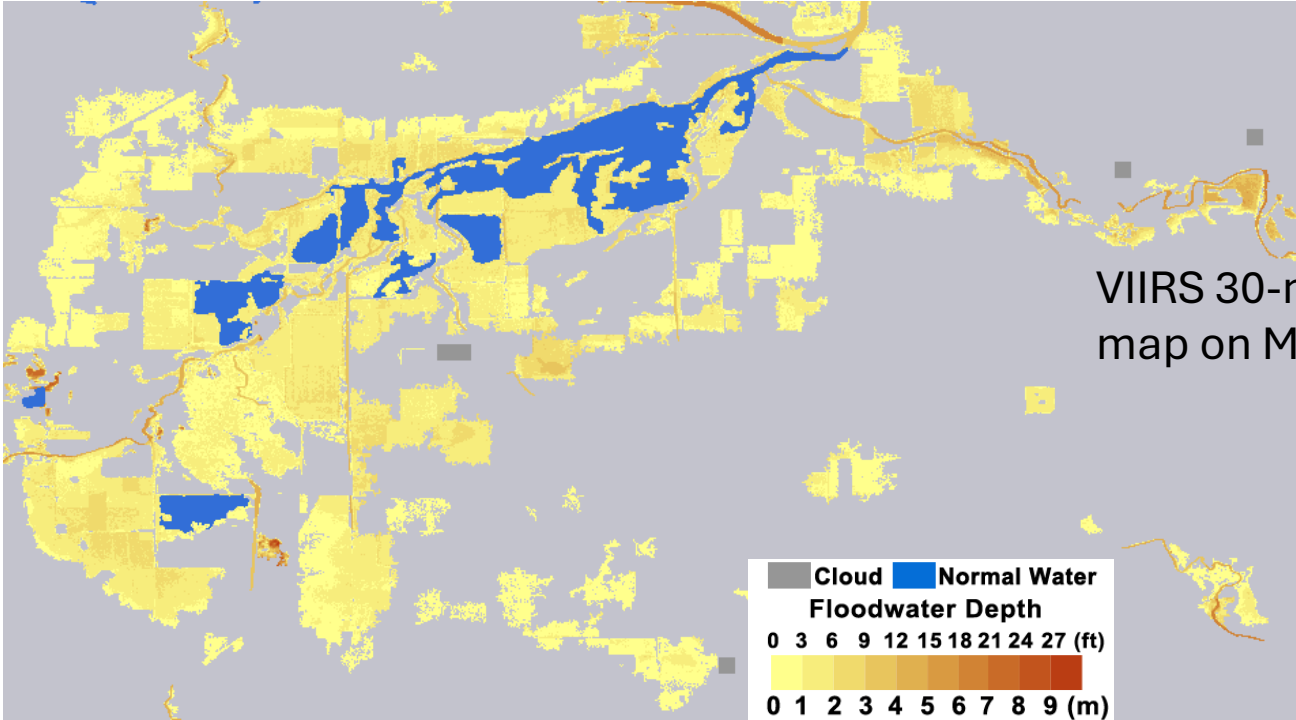 VIIRS 30-
map on M
Cloud Normal Water
Floodwater Depth
0 3 6 9 12 15 18 21 24 27 (ft)
0 1 2 3 4 5 6 7 8 9 (m)